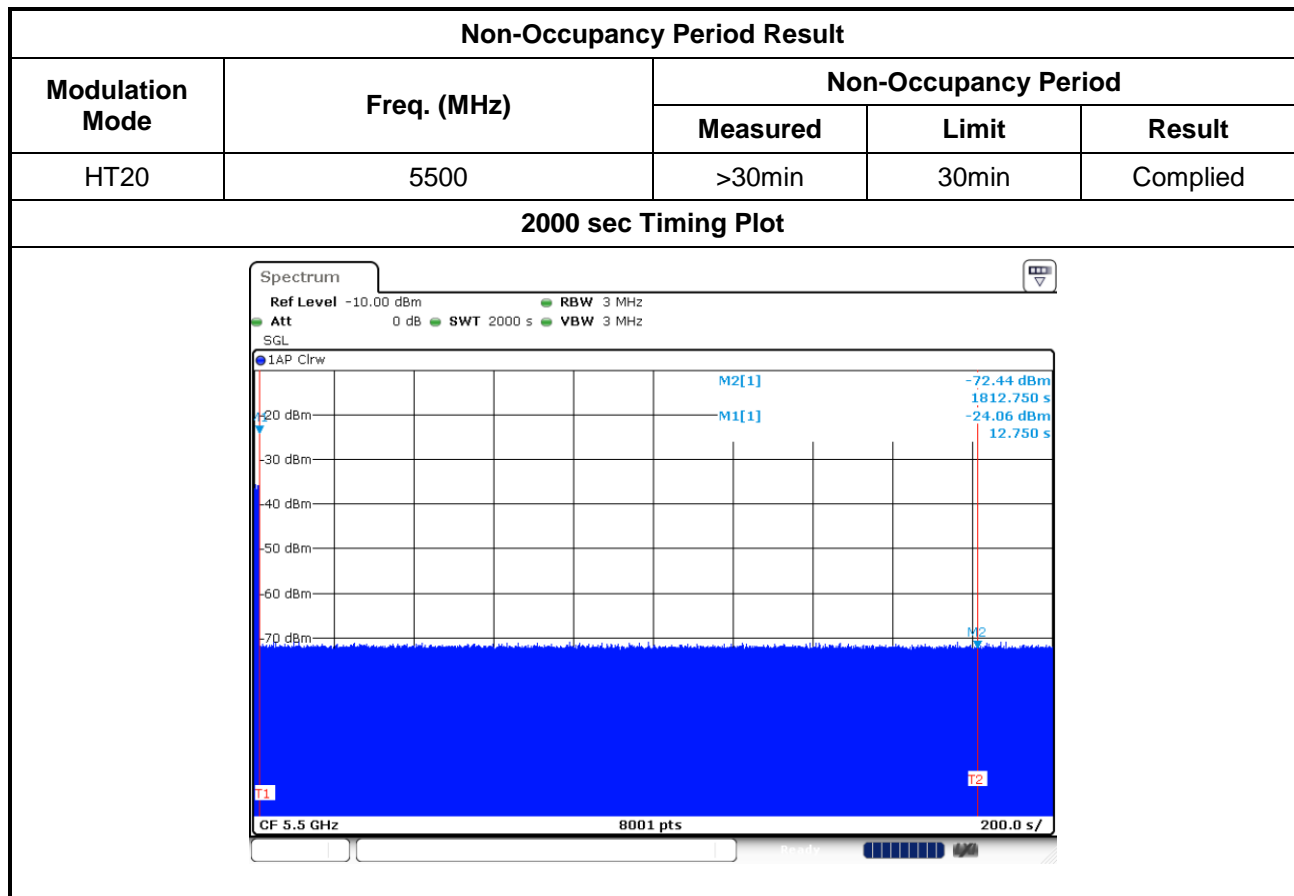 Non-Occupancy Period Result
Modulation Mode
Freq. (MHz)
Non-Occupancy Period
Measured
Limit
Result
HT20
5500
>30min
30min
Complied
2000 sec Timing Plot
Spectrum
Ref Level -10.00 dBm
RBW 3 MHz
Att 0 dB SWT 2000 s VBW 3 MHz
SGL
1AP Clrw
M2[1] -72.44 dBm
1812.750 s
M1[1] -24.06 dBm
12.750 s
-20 dBm
-30 dBm
-40 dBm
-50 dBm
-60 dBm
-70 dBm
M2
T2
T1
CF 5.5 GHz 8001 pts 200.0 s/
Ready